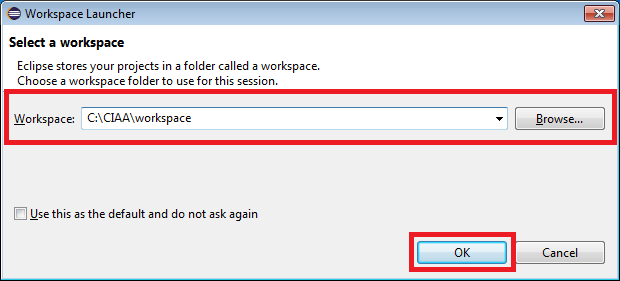 Workspace Launcher
Select a workspace
Eclipse stores your projects in a folder called a workspace.
Choose a workspace folder to use for this session.
Workspace: C:\CIAA\workspace Browse...
Use this as the default and do not ask again
OK Cancel